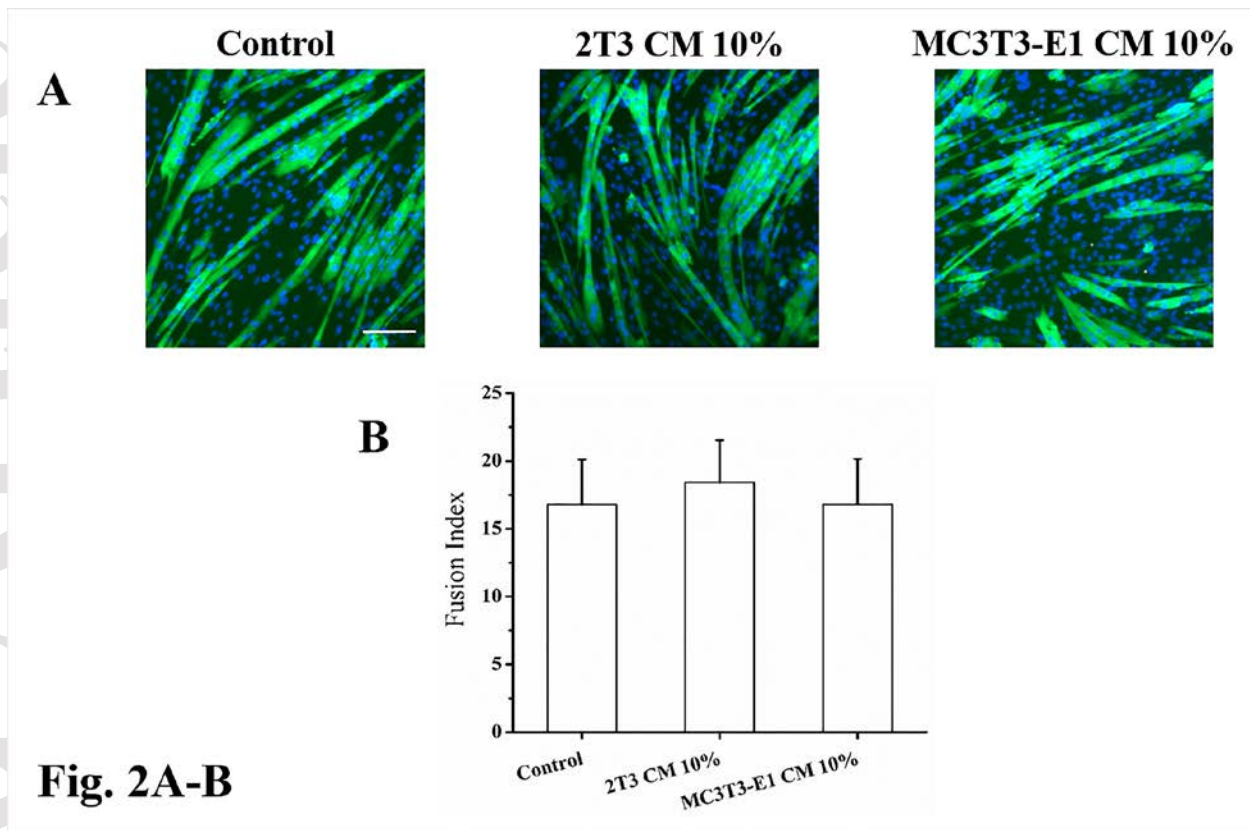 Control
2T3 CM 10%
MC3T3-E1 CM 10%
A
B
25
20
15
10
5
0
Fusion Index
Control
2T3 CM 10%
MC3T3-E1 CM 10%
Fig. 2A-B